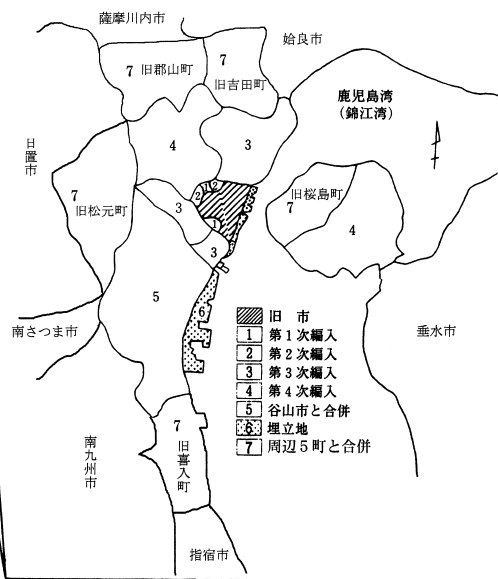 薩摩川内市
姶良市
7 旧郡山町
7
旧吉田町
鹿児島湾
(錦江湾)
日置市
4
3
7
旧松元町
1
2
2
3
1
3
旧桜島町
7
4
5
6
南さつま市
垂水市
旧 市
1 第1次編入
2 第2次編入
3 第3次編入
4 第4次編入
5 谷山市と合併
6 埋立地
7 周辺5町と合併
7
旧喜入町
南九州市
指宿市